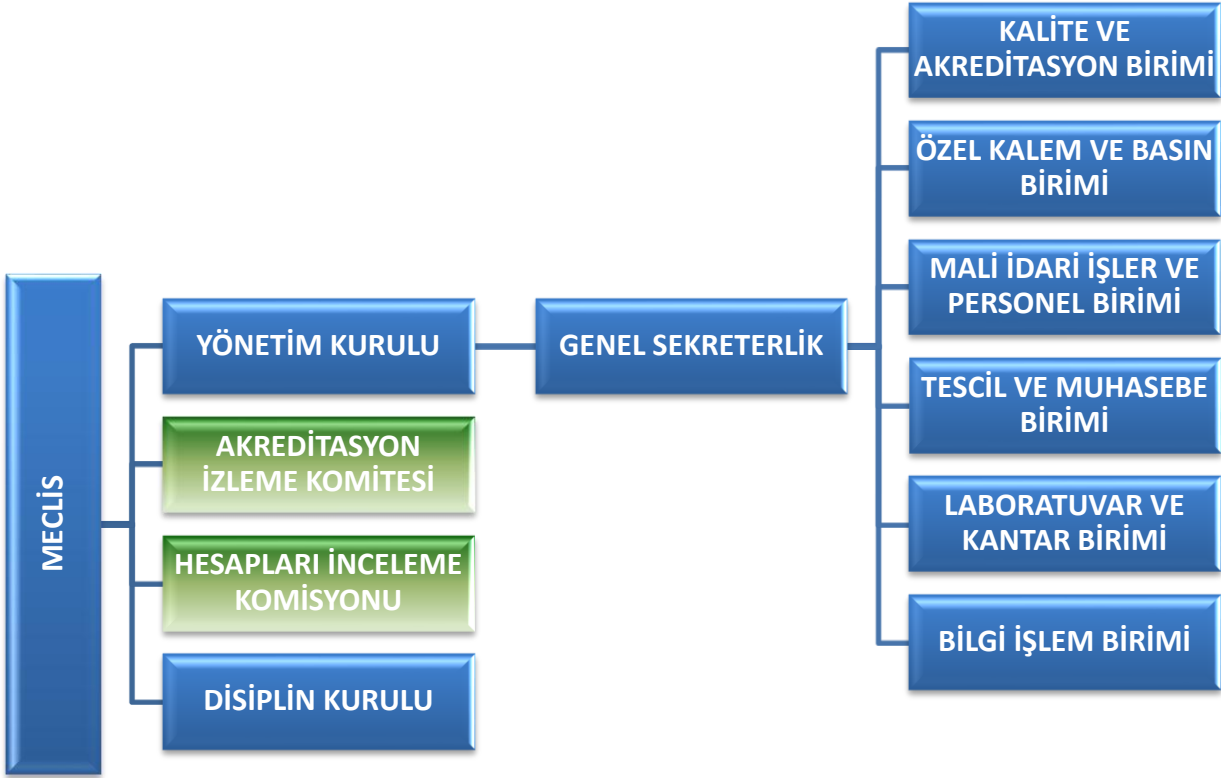 MECLİS
YÖNETİM KURULU
AKREDİTASYON
İZLEME KOMİTESİ
HESAPLARI İNCELEME
KOMİSYONU
DİSİPLİN KURULU
GENEL SEKRETERLİK
KALİTE VE
AKREDİTASYON BİRİMİ
ÖZEL KALEM VE BASIN
BİRİMİ
MALİ İDARİ İŞLER VE
PERSONEL BİRİMİ
TESCİL VE MUHASEBE
BİRİMİ
LABORATUVAR VE
KANTAR BİRİMİ
BİLGİ İŞLEM BİRİMİ